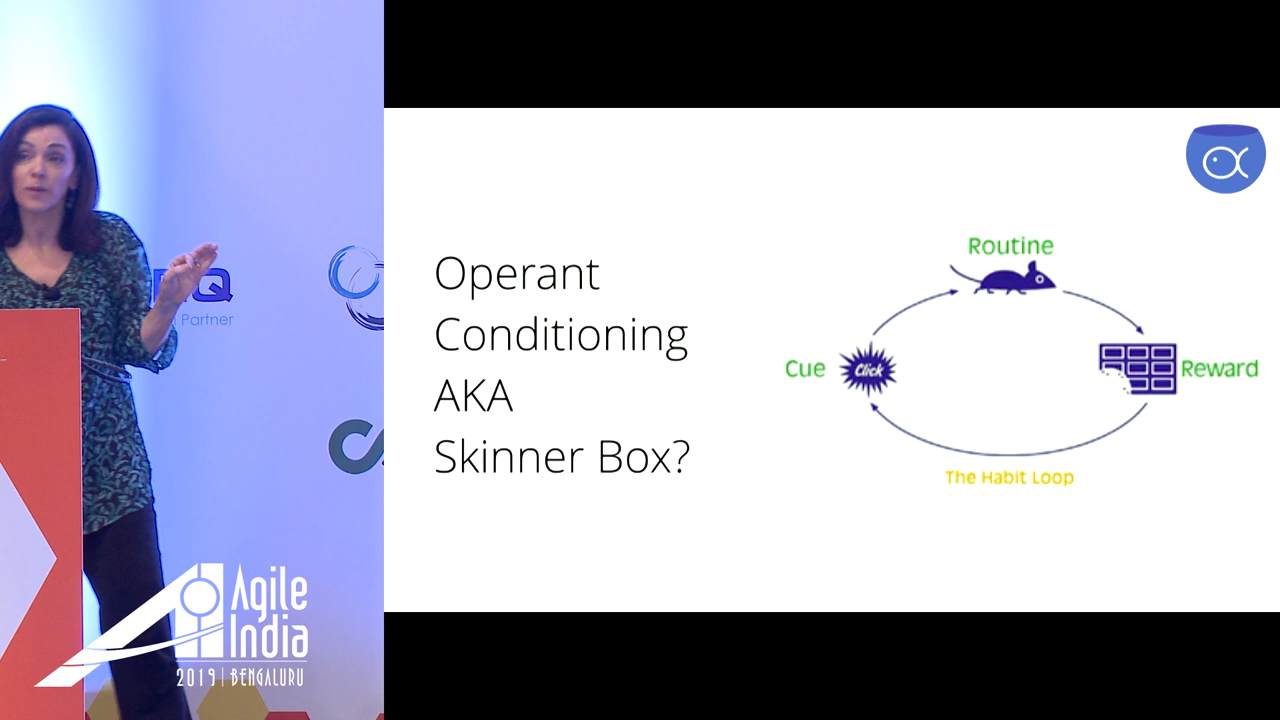 Partner
Agile
India
2019 | BENGALURU
Operant
Conditioning
AKA
Skinner Box?
Routine
Cue
Click
Reward
The Habit Loop